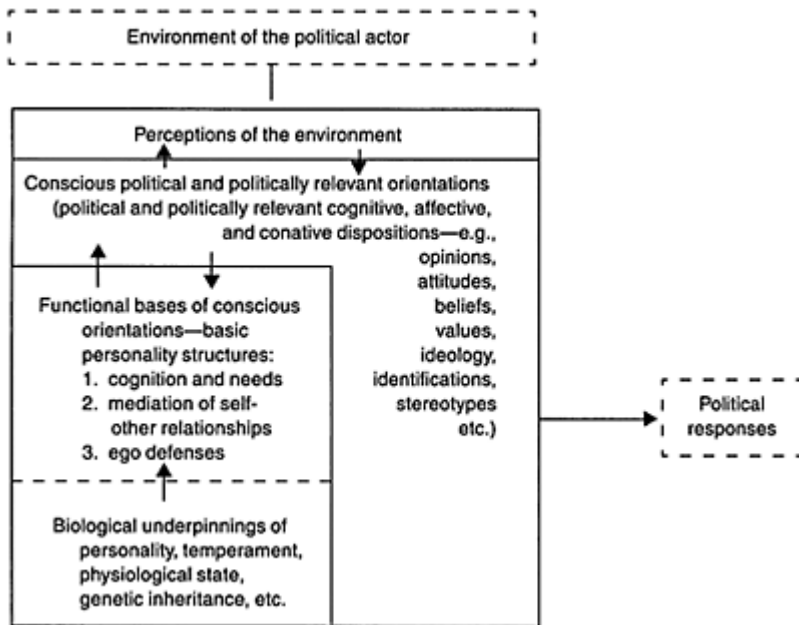 Environment of the political actor
Perceptions of the environment
Conscious political and politically relevant orientations
(political and politically relevant cognitive, affective,
and conative dispositions—e.g.,
opinions,
attitudes,
beliefs,
values,
ideology,
identifications,
stereotypes
etc.)
Functional bases of conscious
orientations—basic
personality structures:
1. cognition and needs
2. mediation of self-
other relationships
3. ego defenses
Biological underpinnings of
personality, temperament,
physiological state,
genetic inheritance, etc.
Political
responses